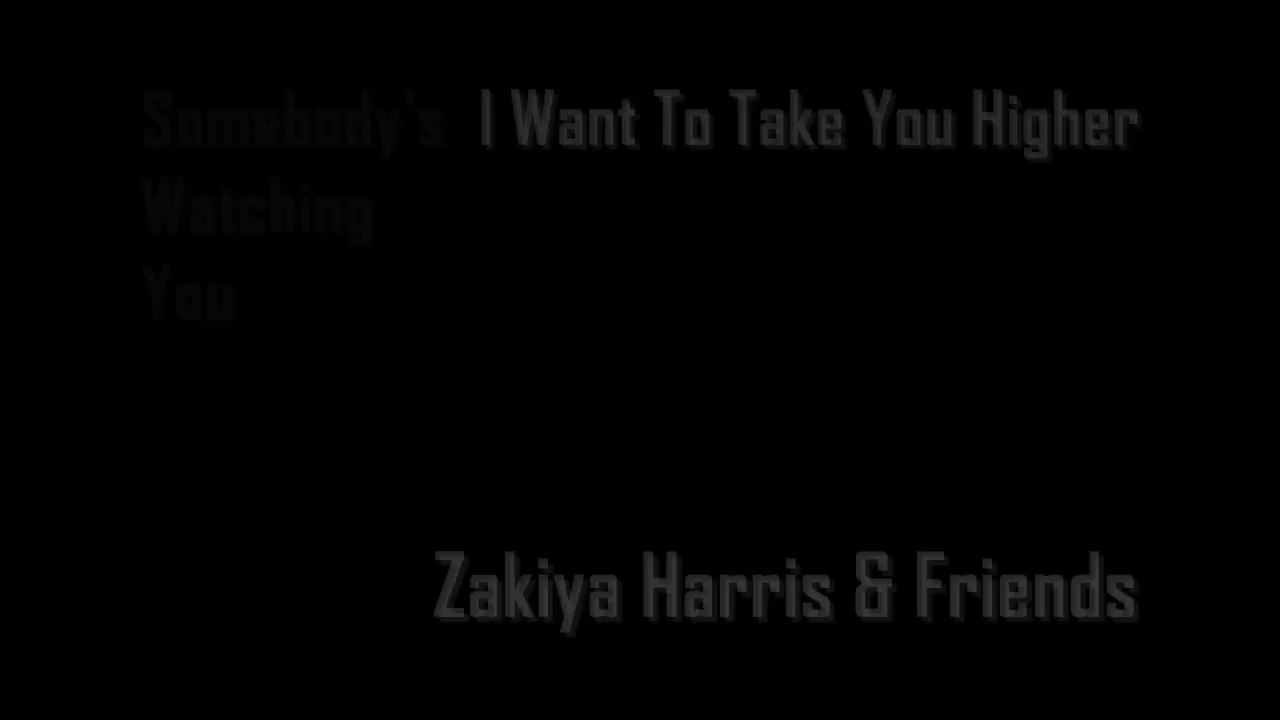 Somebody's
Watching
You
I Want To Take You Higher
Zakiya Harris & Friends